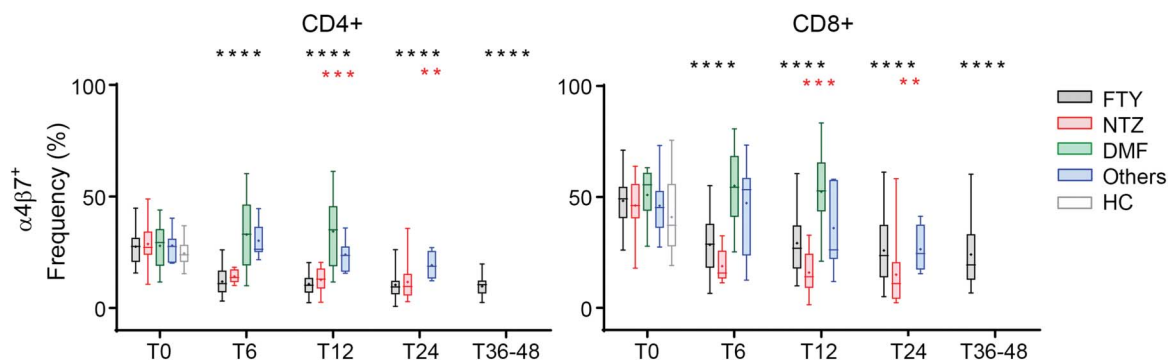 CD4+
CD8+
**** **** **** ****
*** **
**** **** **** ****
*** **
α4β7+
Frequency (%)
100
50
0
T0 T6 T12 T24 T36-48
100
50
0
T0 T6 T12 T24 T36-48
FTY
NTZ
DMF
Others
HC